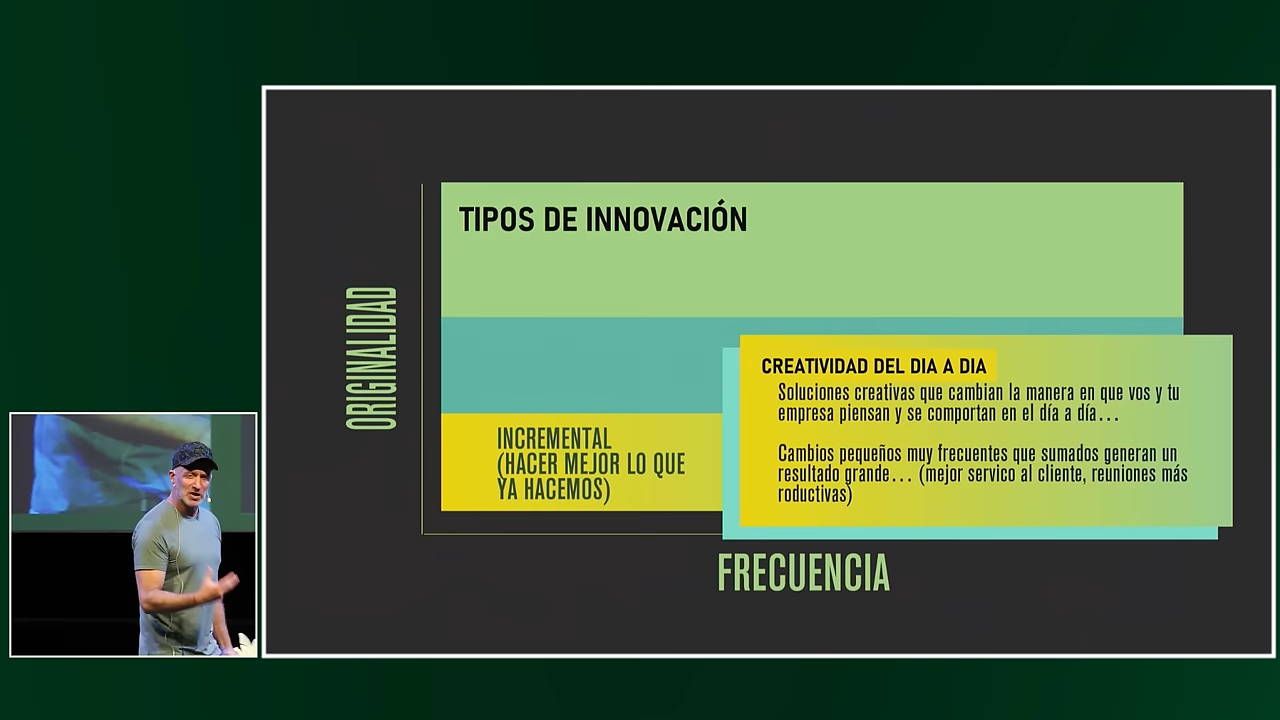 TIPOS DE INNOVACIÓN
ORIGINALIDAD
INCREMENTAL
(HACER MEJOR LO QUE
YA HACEMOS)
CREATIVIDAD DEL DIA A DIA
Soluciones creativas que cambian la manera en que vos y tu
empresa piensan y se comportan en el día a día...
Cambios pequeños muy frecuentes que sumados generan un
resultado grande... (mejor servico al cliente, reuniones más
roductivas)
FRECUENCIA